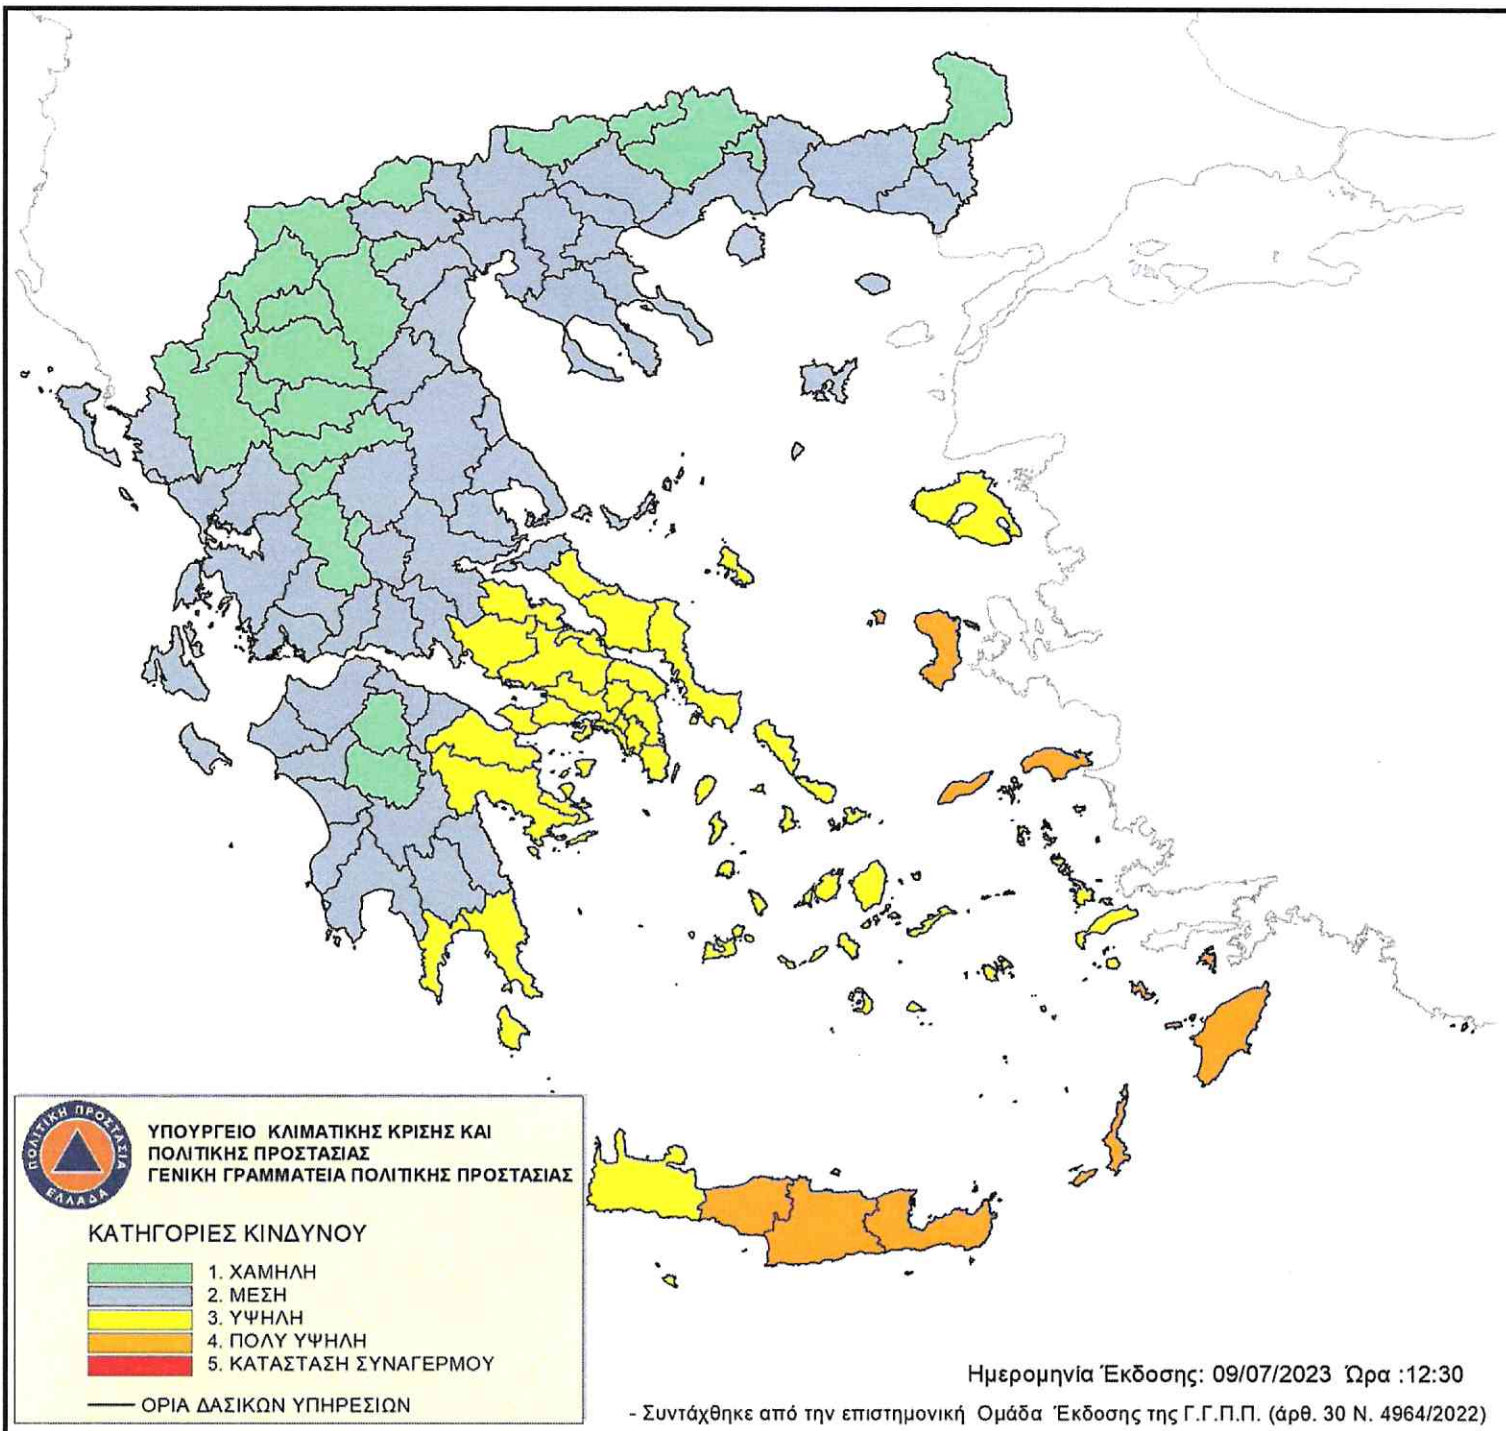 ΠΟΛΙΤΙΚΗ ΠΡΟΣΤΑΣΙΑ
ΕΛΛΑΔΑ
ΥΠΟΥΡΓΕΙΟ ΚΛΙΜΑΤΙΚΗΣ ΚΡΙΣΗΣ ΚΑΙ
ΠΟΛΙΤΙΚΗΣ ΠΡΟΣΤΑΣΙΑΣ
ΓΕΝΙΚΗ ΓΡΑΜΜΑΤΕΙΑ ΠΟΛΙΤΙΚΗΣ ΠΡΟΣΤΑΣΙΑΣ
ΚΑΤΗΓΟΡΙΕΣ ΚΙΝΔΥΝΟΥ
1. ΧΑΜΗΛΗ
2. ΜΕΣΗ
3. ΥΨΗΛΗ
4. ΠΟΛΥ ΥΨΗΛΗ
5. ΚΑΤΑΣΤΑΣΗ ΣΥΝΑΓΕΡΜΟΥ
ΟΡΙΑ ΔΑΣΙΚΩΝ ΥΠΗΡΕΣΙΩΝ
Ημερομηνία Έκδοσης: 09/07/2023 Ώρα :12:30
- Συντάχθηκε από την επιστημονική Ομάδα Έκδοσης της Γ.Γ.Π.Π. (άρθ. 30 Ν. 4964/2022)